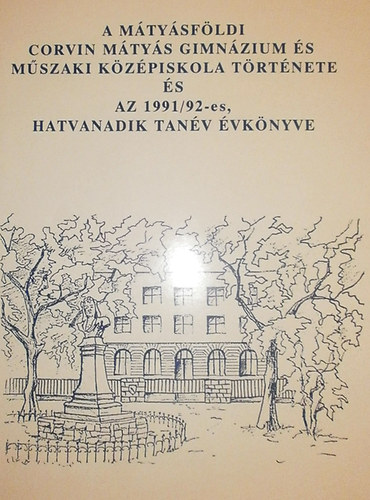 A MÁTYÁSFÖLDI
CORVIN MÁTYÁS GIMNÁZIUM ÉS
MŰSZAKI KÖZÉPISKOLA TÖRTÉNETE
ÉS
AZ 1991/92-es,
HATVANADIK TANÉV ÉVKÖNYVE